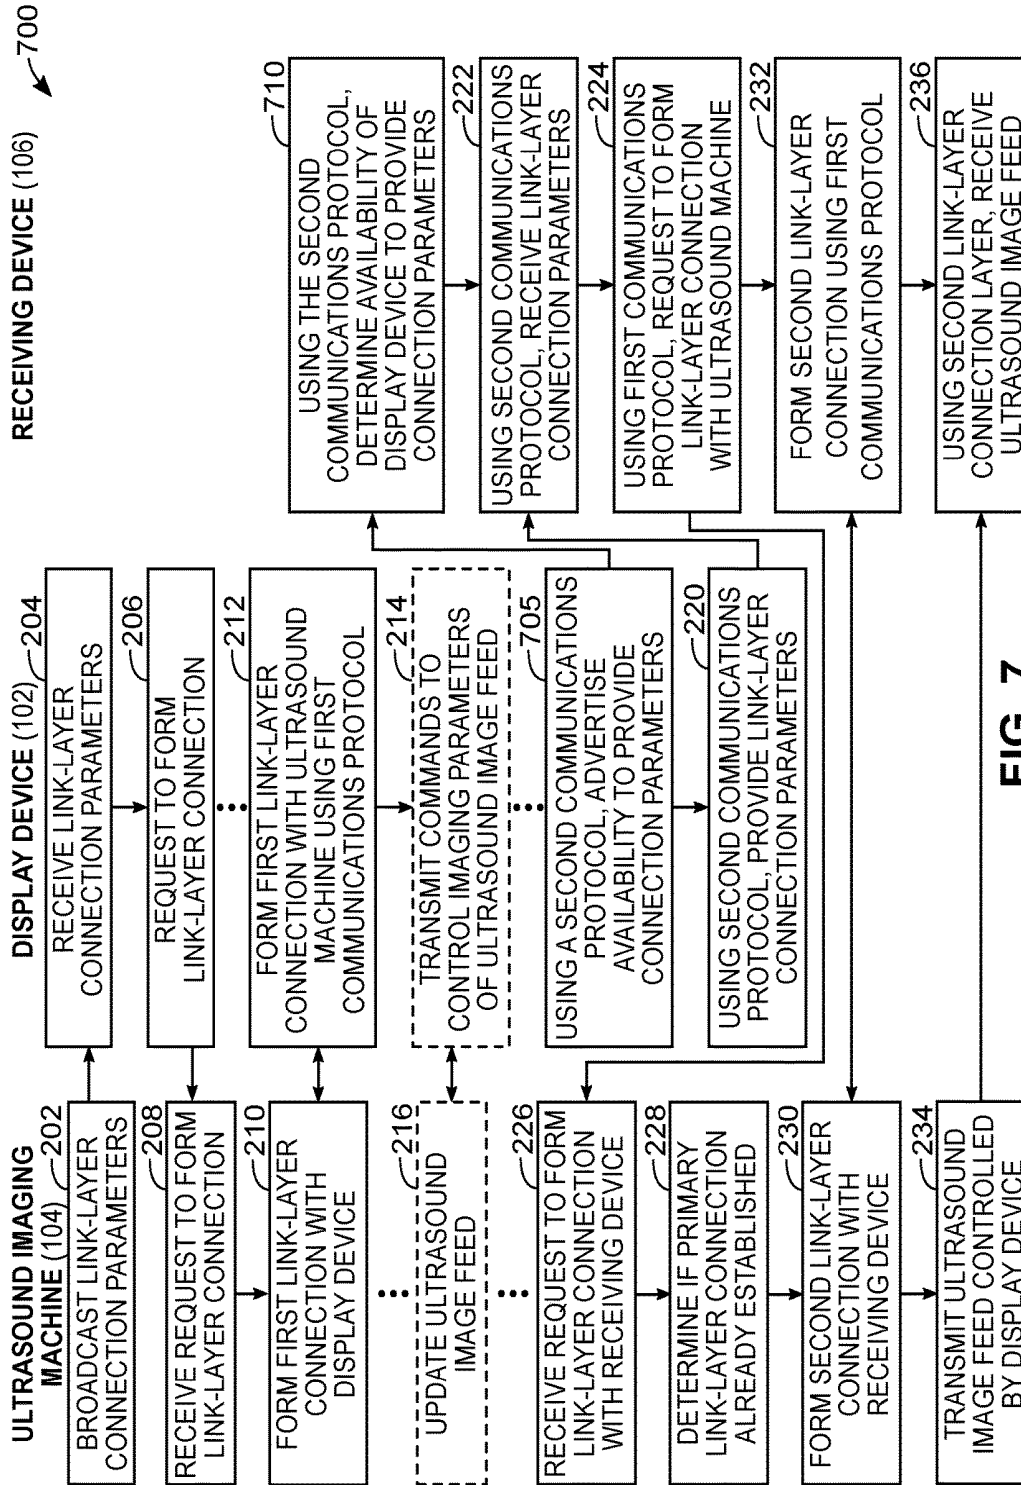 700
ULTRASOUND IMAGING
MACHINE (104)
202
BROADCAST LINK-LAYER
CONNECTION PARAMETERS
208
RECEIVE REQUEST TO FORM
LINK-LAYER CONNECTION
210
FORM FIRST LINK-LAYER
CONNECTION WITH
DISPLAY DEVICE
216
UPDATE ULTRASOUND
IMAGE FEED
226
RECEIVE REQUEST TO FORM
LINK-LAYER CONNECTION
WITH RECEIVING DEVICE
228
DETERMINE IF PRIMARY
LINK-LAYER CONNECTION
ALREADY ESTABLISHED
230
FORM SECOND LINK-LAYER
CONNECTION WITH
RECEIVING DEVICE
234
TRANSMIT ULTRASOUND
IMAGE FEED CONTROLLED
BY DISPLAY DEVICE
DISPLAY DEVICE (102)
204
RECEIVE LINK-LAYER
CONNECTION PARAMETERS
206
REQUEST TO FORM
LINK-LAYER CONNECTION
212
FORM FIRST LINK-LAYER
CONNECTION WITH ULTRASOUND
MACHINE USING FIRST
COMMUNICATIONS PROTOCOL
214
TRANSMIT COMMANDS TO
CONTROL IMAGING PARAMETERS
OF ULTRASOUND IMAGE FEED
705
USING A SECOND COMMUNICATIONS
PROTOCOL, ADVERTISE
AVAILABILITY TO PROVIDE
CONNECTION PARAMETERS
220
USING SECOND COMMUNICATIONS
PROTOCOL, PROVIDE LINK-LAYER
CONNECTION PARAMETERS
RECEIVING DEVICE (106)
710
USING THE SECOND
COMMUNICATIONS PROTOCOL,
DETERMINE AVAILABILITY OF
DISPLAY DEVICE TO PROVIDE
CONNECTION PARAMETERS
222
USING SECOND COMMUNICATIONS
PROTOCOL, RECEIVE LINK-LAYER
CONNECTION PARAMETERS
224
USING FIRST COMMUNICATIONS
PROTOCOL, REQUEST TO FORM
LINK-LAYER CONNECTION
WITH ULTRASOUND MACHINE
232
FORM SECOND LINK-LAYER
CONNECTION USING FIRST
COMMUNICATIONS PROTOCOL
236
USING SECOND LINK-LAYER
CONNECTION LAYER, RECEIVE
ULTRASOUND IMAGE FEED
FIG. 7